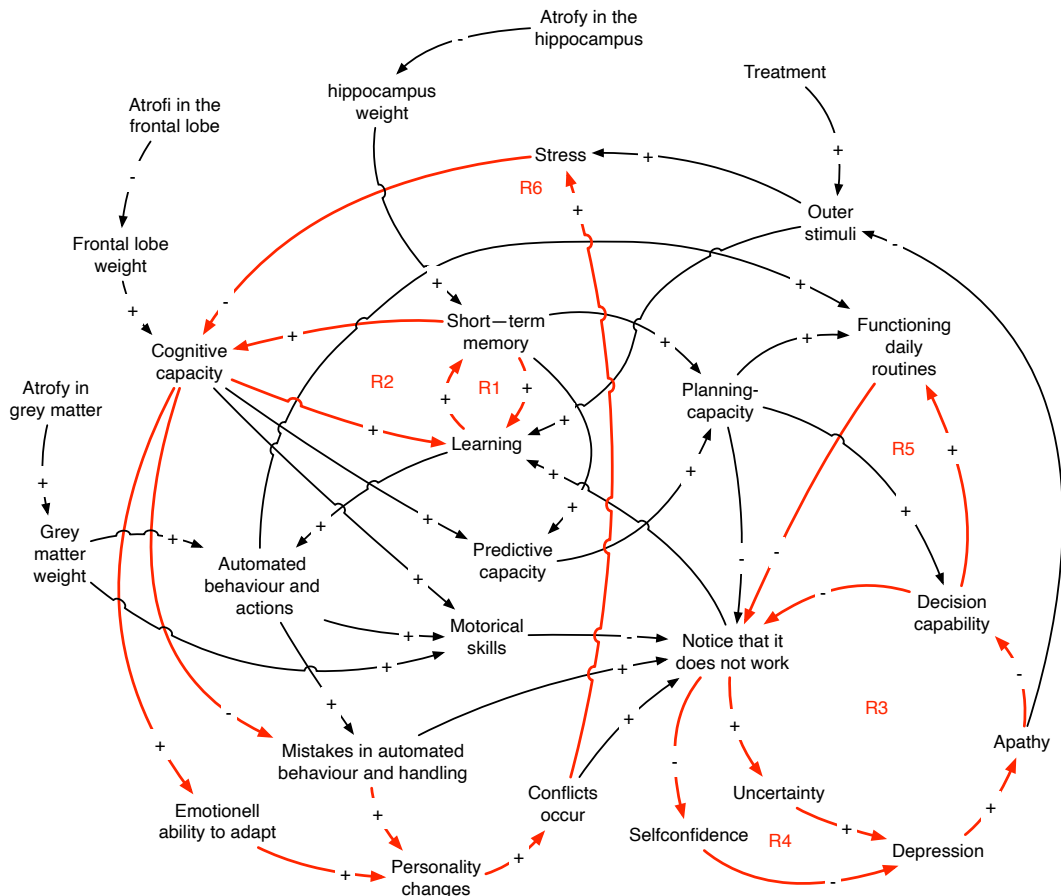 Atrofy in the
hippocampus
-
Treatment
hippocampus
weight
Atrofi in the
frontal lobe
+
Stress
+
-
R6
+
Outer
stimuli
Frontal lobe
weight
-
+
+
-
+
+
Short—term
memory
+
+
Functioning
daily
routines
+
Cognitive
capacity
R2
R1
+
+
Planning-
capacity
Atrofy in
grey matter
+
+
Learning
+
R5
+
+
+
+
+
Grey
matter
weight
+
+
+
+
Predictive
capacity
-
-
Automated
behaviour and
actions
+
-
Decision
capability
+
Motorical
skills
-
Notice that it
does not work
+
+
-
+
-
+
R3
+
-
+
Apathy
+
Mistakes in automated
behaviour and handling
Conflicts
occur
Uncertainty
+
Emotionell
ability to adapt
+
Selfconfidence
R4
+
Depression
+
Personality
changes
+
-